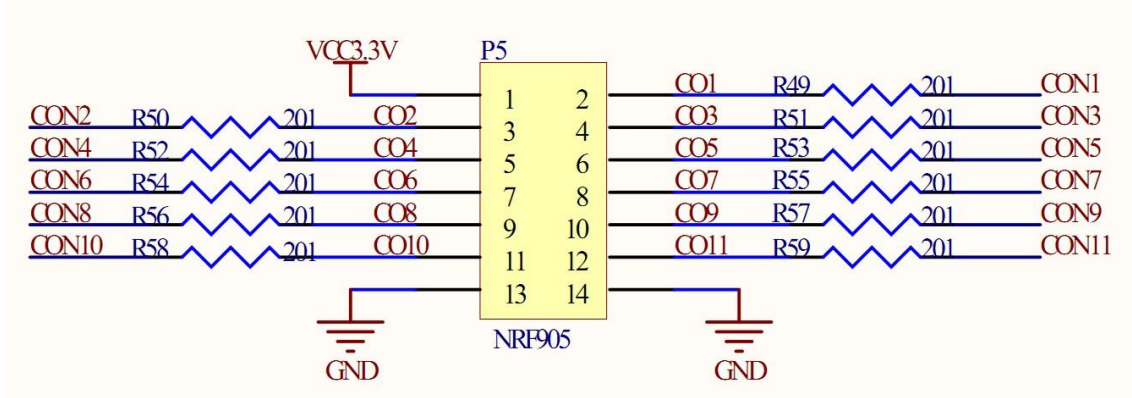 VCC3.3V P5
1 2 CO1 R49 201 CON1
CON2 R50 201 CO2 3 4 CO3 R51 201 CON3
CON4 R52 201 CO4 5 6 CO5 R53 201 CON5
CON6 R54 201 CO6 7 8 CO7 R55 201 CON7
CON8 R56 201 CO8 9 10 CO9 R57 201 CON9
CON10 R58 201 CO10 11 12 CO11 R59 201 CON11
13 14
NRF905
GND GND